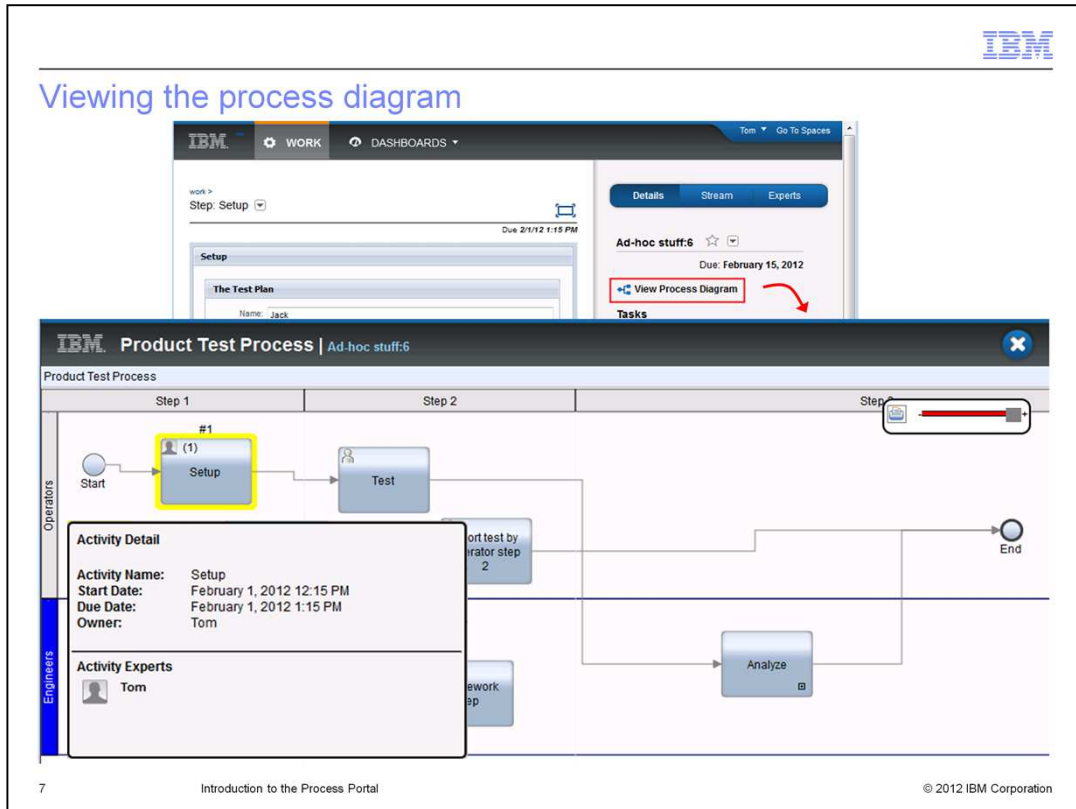 IBM
Viewing the process diagram
IBM. WORK DASHBOARDS
Tom Go To Spaces
work >
Step: Setup
Due 2/1/12 1:15 PM
Setup
The Test Plan
Name: Jack
Details Stream Experts
Ad-hoc stuff:6
Due: February 15, 2012
View Process Diagram
Tasks
IBM. Product Test Process | Ad-hoc stuff:6
Product Test Process
Step 1 Step 2 Step
- +
Operators
Start
#1
(1)
Setup
Test
ort test by
erator step
2
End
Activity Detail
Activity Name: Setup
Start Date: February 1, 2012 12:15 PM
Due Date: February 1, 2012 1:15 PM
Owner: Tom
Activity Experts
Tom
Engineers
ework
ep
Analyze
7 Introduction to the Process Portal © 2012 IBM Corporation